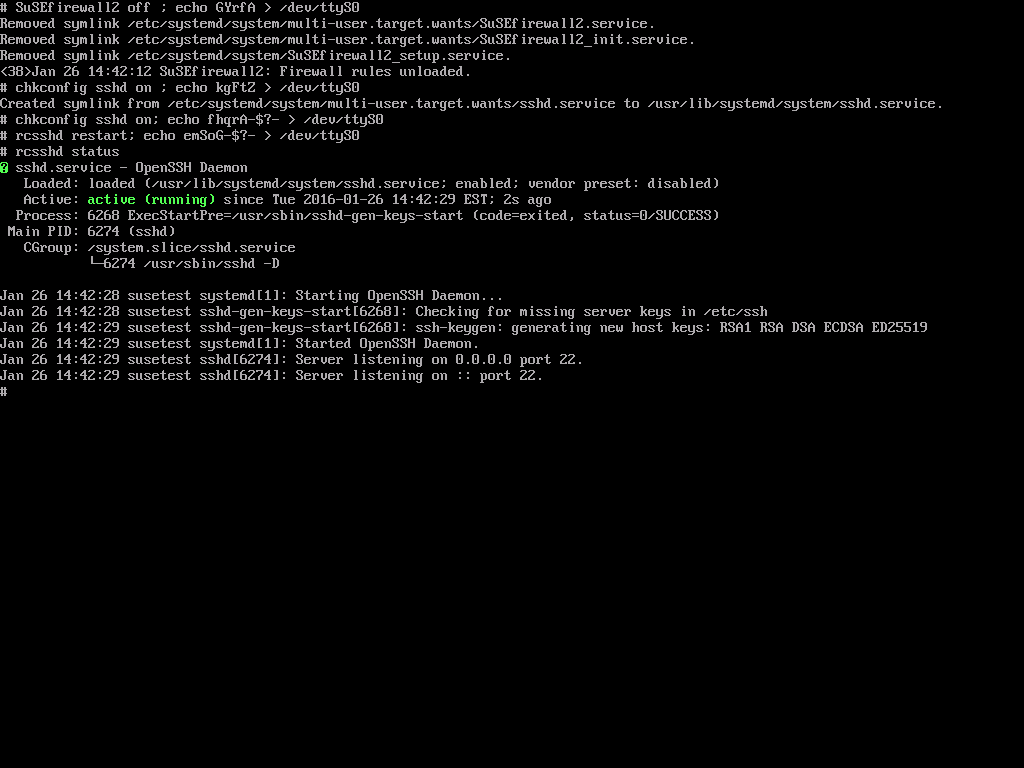 # SuSEfirewall2 off ; echo GYrfA > /dev/ttyS0
Removed symlink /etc/systemd/system/multi-user.target.wants/SuSEfirewall2.service.
Removed symlink /etc/systemd/system/multi-user.target.wants/SuSEfirewall2_init.service.
Removed symlink /etc/systemd/system/SuSEfirewall2_setup.service.
<38>Jan 26 14:42:12 SuSEfirewall2: Firewall rules unloaded.
# chkconfig sshd on ; echo kgFtZ > /dev/ttyS0
Created symlink from /etc/systemd/system/multi-user.target.wants/sshd.service to /usr/lib/systemd/system/sshd.service.
# chkconfig sshd on; echo fhqrA-$?- > /dev/ttyS0
# rcsshd restart; echo emSoG-$?- > /dev/ttyS0
# rcsshd status
? sshd.service - OpenSSH Daemon
   Loaded: loaded (/usr/lib/systemd/system/sshd.service; enabled; vendor preset: disabled)
   Active: active (running) since Tue 2016-01-26 14:42:29 EST; 2s ago
  Process: 6268 ExecStartPre=/usr/sbin/sshd-gen-keys-start (code=exited, status=0/SUCCESS)
 Main PID: 6274 (sshd)
   CGroup: /system.slice/sshd.service
           └─6274 /usr/sbin/sshd -D
Jan 26 14:42:28 susetest systemd[1]: Starting OpenSSH Daemon...
Jan 26 14:42:28 susetest sshd-gen-keys-start[6268]: Checking for missing server keys in /etc/ssh
Jan 26 14:42:29 susetest sshd-gen-keys-start[6268]: ssh-keygen: generating new host keys: RSA1 RSA DSA ECDSA ED25519
Jan 26 14:42:29 susetest systemd[1]: Started OpenSSH Daemon.
Jan 26 14:42:29 susetest sshd[6274]: Server listening on 0.0.0.0 port 22.
Jan 26 14:42:29 susetest sshd[6274]: Server listening on :: port 22.
#